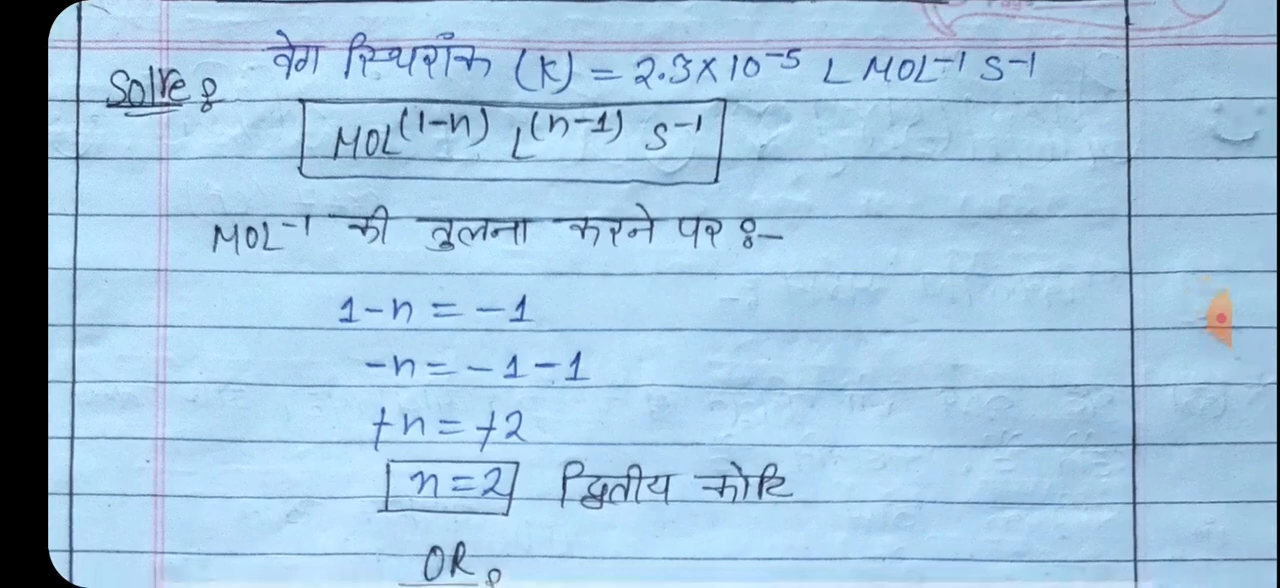 वेग स्थिरांक (K) = 2.3×10⁻⁵ L MOL⁻¹ S⁻¹
Solve :
MOL⁽¹⁻ⁿ⁾ L⁽ⁿ⁻¹⁾ S⁻¹
MOL⁻¹ की तुलना करने पर :-
1-n = -1
-n = -1-1
+n = +2
n=2 द्वितीय कोटि
OR :